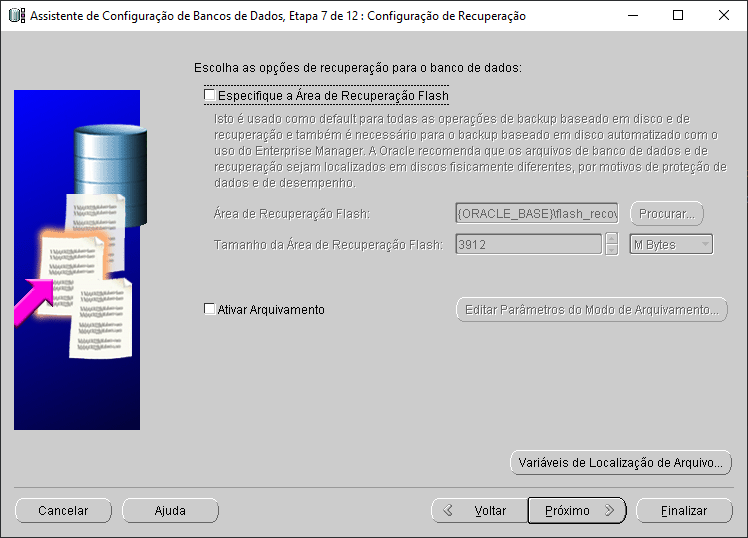 Assistente de Configuração de Bancos de Dados, Etapa 7 de 12 : Configuração de Recuperação
Escolha as opções de recuperação para o banco de dados:
Especifique a Área de Recuperação Flash
Isto é usado como default para todas as operações de backup baseado em disco e de
recuperação e também é necessário para o backup baseado em disco automatizado com o
uso do Enterprise Manager. A Oracle recomenda que os arquivos de banco de dados e de
recuperação sejam localizados em discos fisicamente diferentes, por motivos de proteção de
dados e de desempenho.
Área de Recuperação Flash: {ORACLE_BASE}\flash_recov Procurar...
Tamanho da Área de Recuperação Flash: 3912 M Bytes
Ativar Arquivamento Editar Parâmetros do Modo de Arquivamento...
Variáveis de Localização de Arquivo...
Cancelar Ajuda Voltar Próximo Finalizar